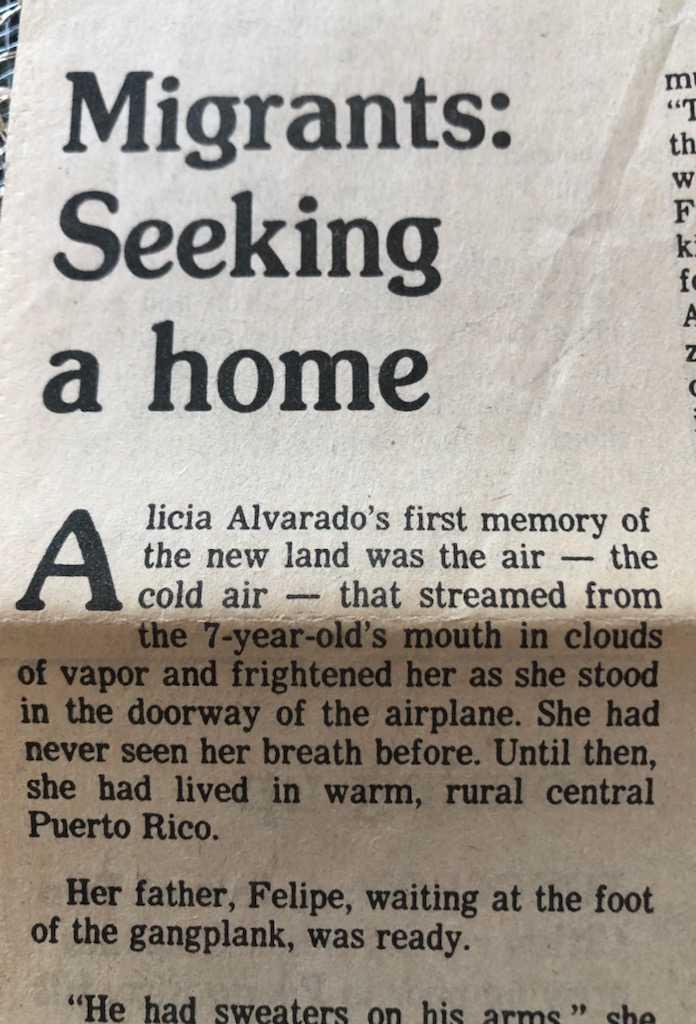 Migrants:
Seeking
a home
Alicia Alvarado's first memory of
the new land was the air — the
cold air — that streamed from
the 7-year-old's mouth in clouds
of vapor and frightened her as she stood
in the doorway of the airplane. She had
never seen her breath before. Until then,
she had lived in warm, rural central
Puerto Rico.
Her father, Felipe, waiting at the foot
of the gangplank, was ready.
"He had sweaters on his arms," she